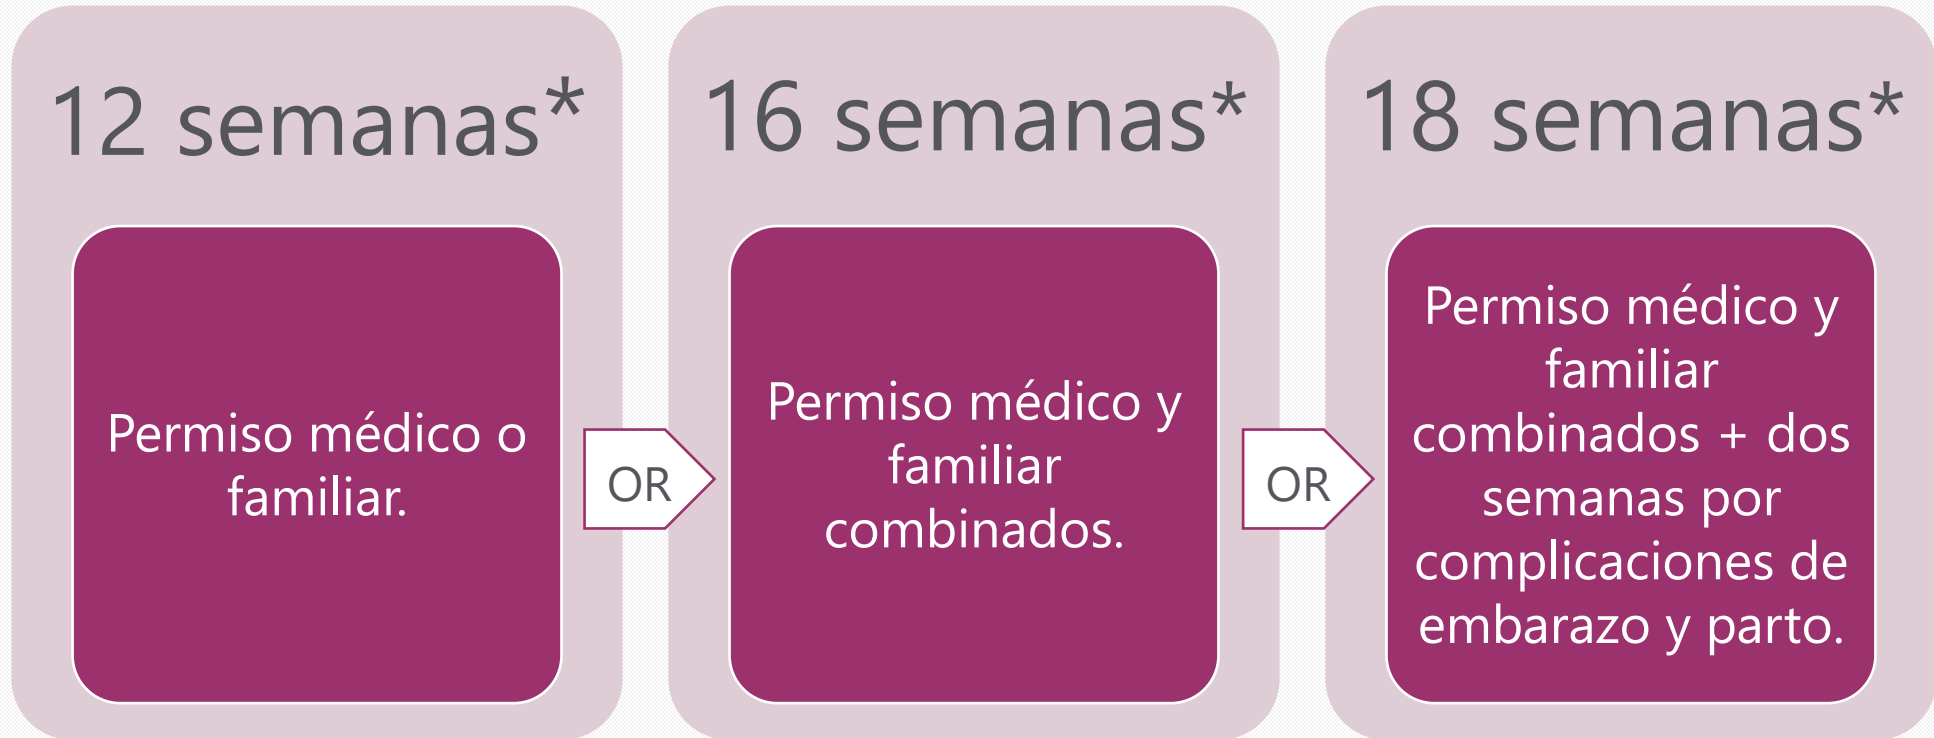 12 semanas*
Permiso médico o
familiar.
OR
16 semanas*
Permiso médico y
familiar
combinados.
OR
18 semanas*
Permiso médico y
familiar
combinados + dos
semanas por
complicaciones de
embarazo y parto.